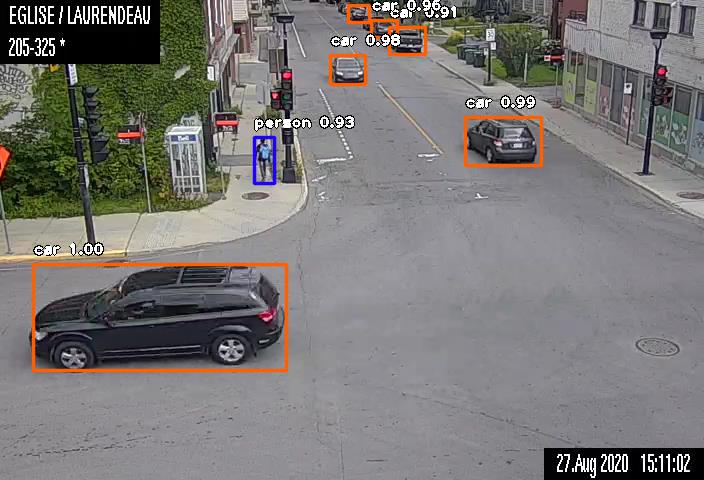 EGLISE / LAURENDEAU
205-325 *
car 0.96
car 0.91
car 0.98
car 0.99
person 0.93
car 1.00
27.Aug 2020 15:11:02